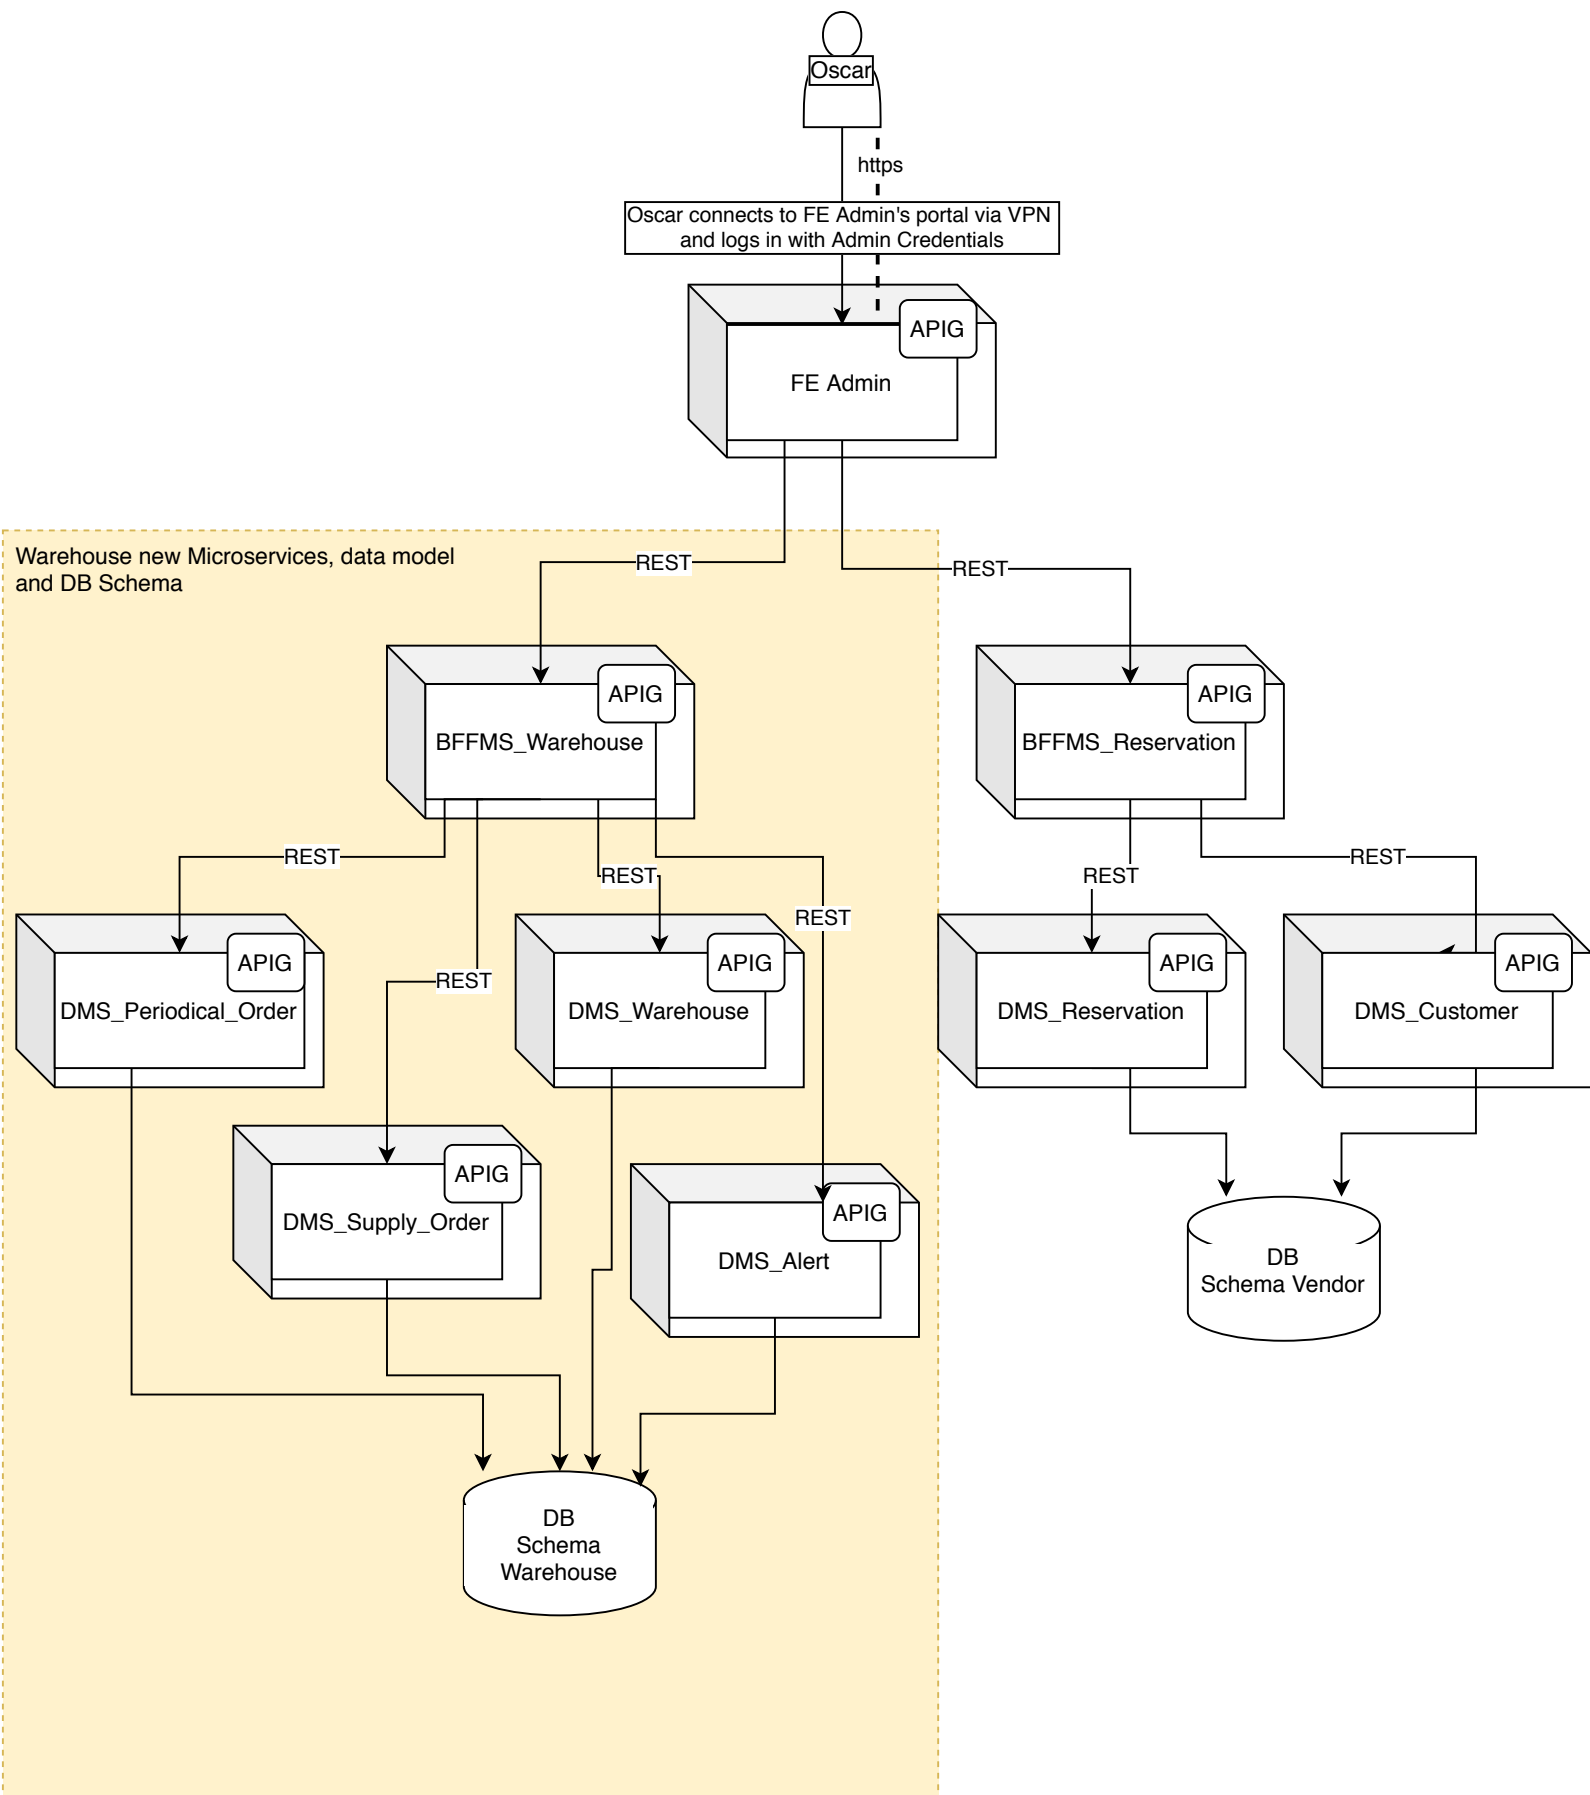 Oscar
https
Oscar connects to FE Admin's portal via VPN
and logs in with Admin Credentials
APIG
FE Admin
Warehouse new Microservices, data model
and DB Schema
REST
REST
APIG
BFFMS_Warehouse
APIG
BFFMS_Reservation
REST
REST
REST
REST
REST
REST
APIG
DMS_Periodical_Order
APIG
DMS_Warehouse
APIG
DMS_Reservation
APIG
DMS_Customer
APIG
DMS_Supply_Order
APIG
DMS_Alert
DB
Schema Vendor
DB
Schema
Warehouse